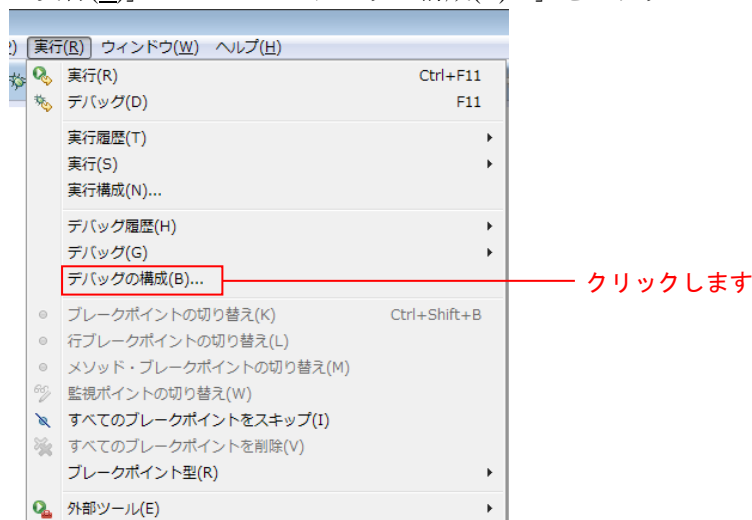 実行(R) ウィンドウ(W) ヘルプ(H)
実行(R) Ctrl+F11
デバッグ(D) F11
実行履歴(T)
実行(S)
実行構成(N)...
デバッグ履歴(H)
デバッグ(G)
デバッグの構成(B)...
クリックします
ブレークポイントの切り替え(K) Ctrl+Shift+B
行ブレークポイントの切り替え(L)
メソッド・ブレークポイントの切り替え(M)
監視ポイントの切り替え(W)
すべてのブレークポイントをスキップ(I)
すべてのブレークポイントを削除(V)
ブレークポイント型(R)
外部ツール(E)